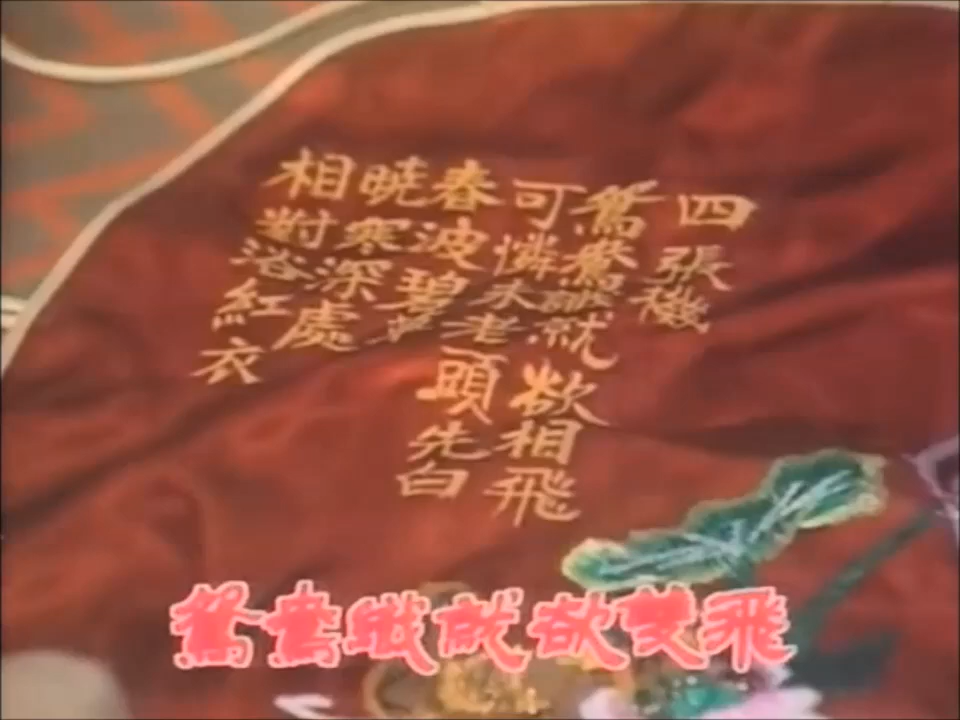 四張機
鴛鴦織就欲相飛
可憐未老頭先白
春波碧草
曉寒深處
相對浴紅衣
鴛鴦織就欲雙飛